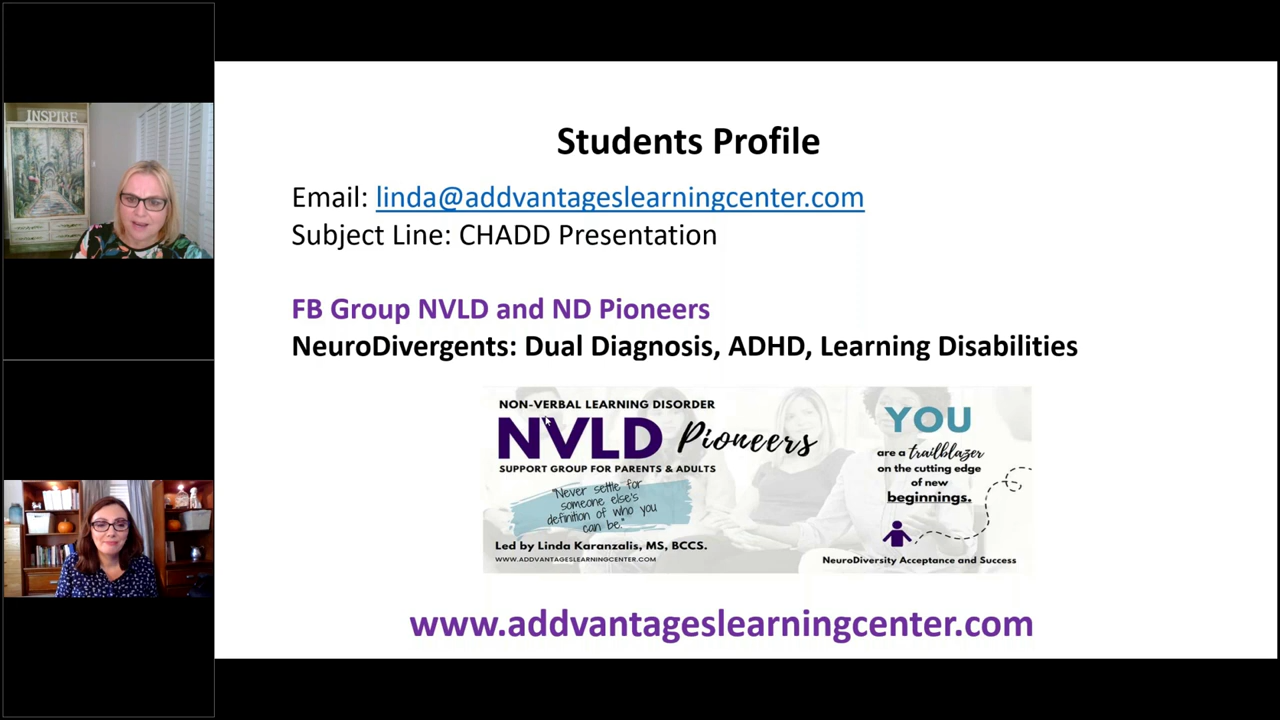 INSPIRE
Students Profile
Email: linda@addvantageslearningcenter.com
Subject Line: CHADD Presentation
FB Group NVLD and ND Pioneers
NeuroDivergents: Dual Diagnosis, ADHD, Learning Disabilities
NON-VERBAL LEARNING DISORDER
NVLD Pioneers
SUPPORT GROUP FOR PARENTS & ADULTS
"Never settle for
someone else's
definition of who you
can be."
Led by Linda Karanzalis, MS, BCCS.
WWW.ADDVANTAGESLEARNINGCENTER.COM
YOU
are a trailblazer
on the cutting edge
of new
beginnings.
NeuroDiversity Acceptance and Success
www.addvantageslearningcenter.com